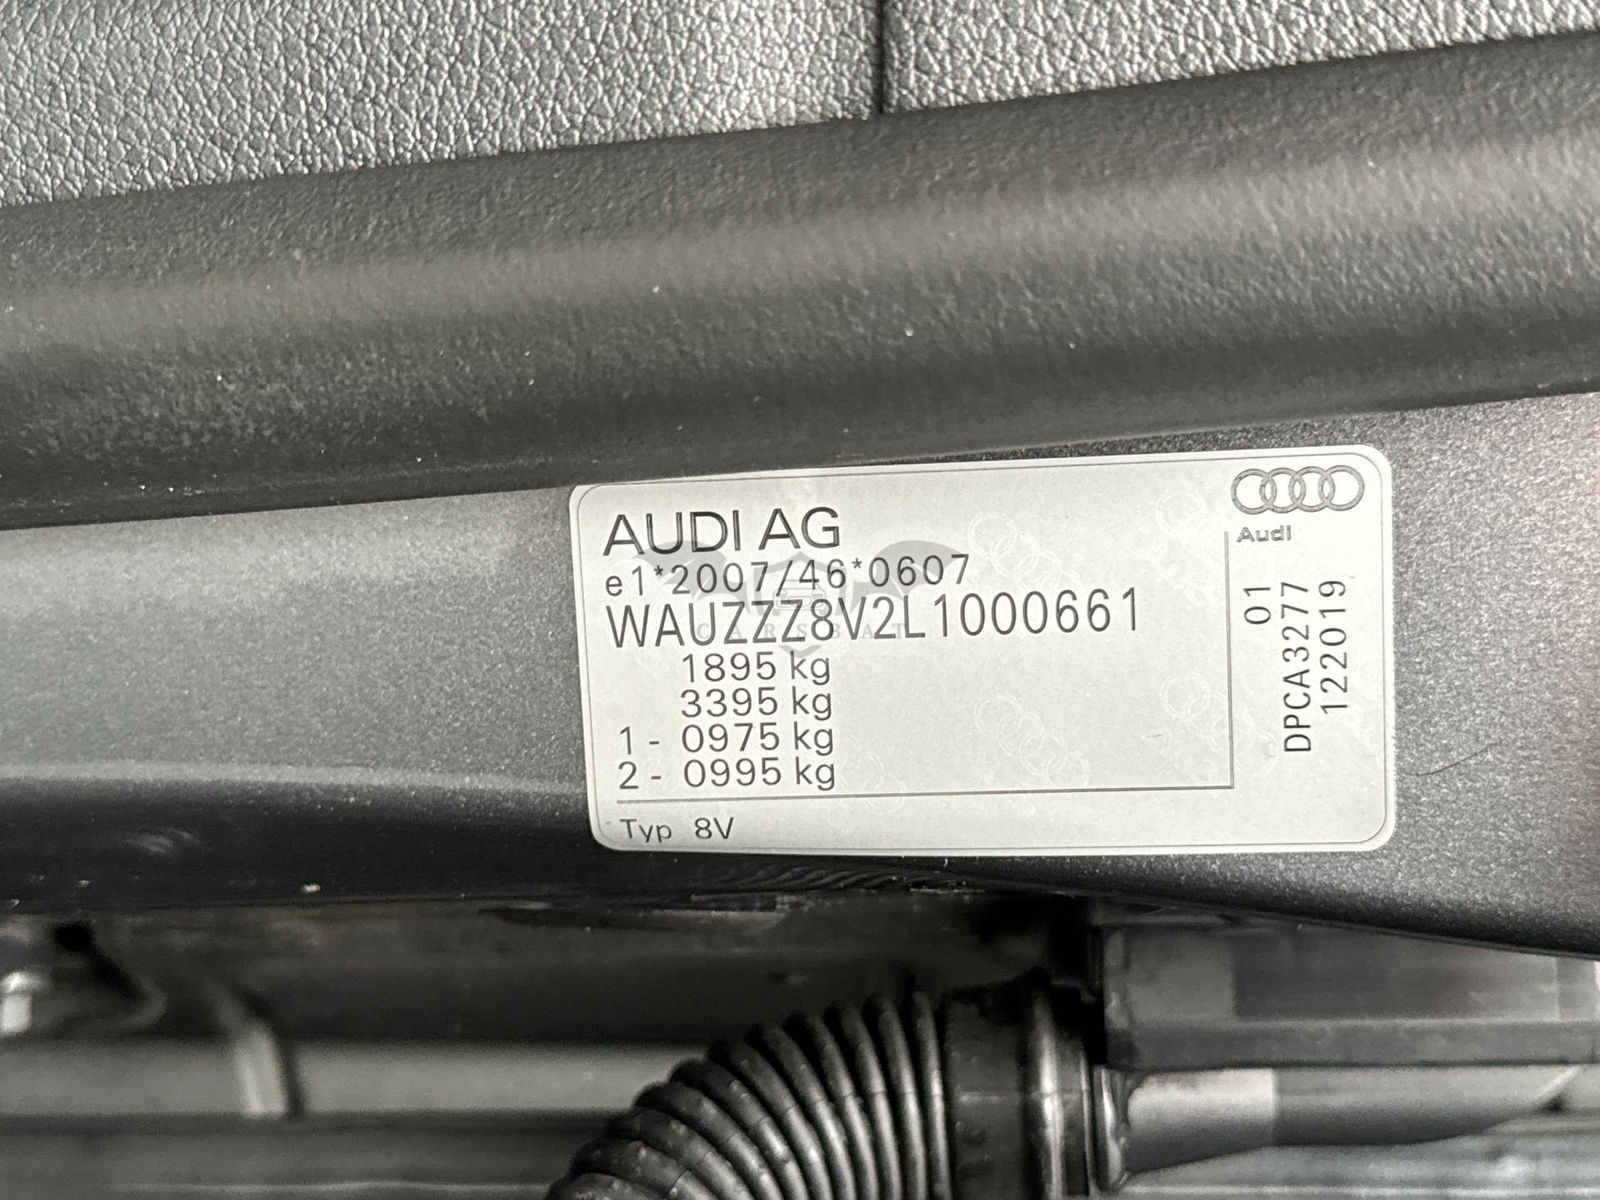 AUDI AG
e1*2007/46*0607
WAUZZZ8V2L1000661
1895 kg
3395 kg
1 - 0975 kg
2 - 0995 kg
Typ 8V
Audi
01
DPCA3277
122019
CARSBAT